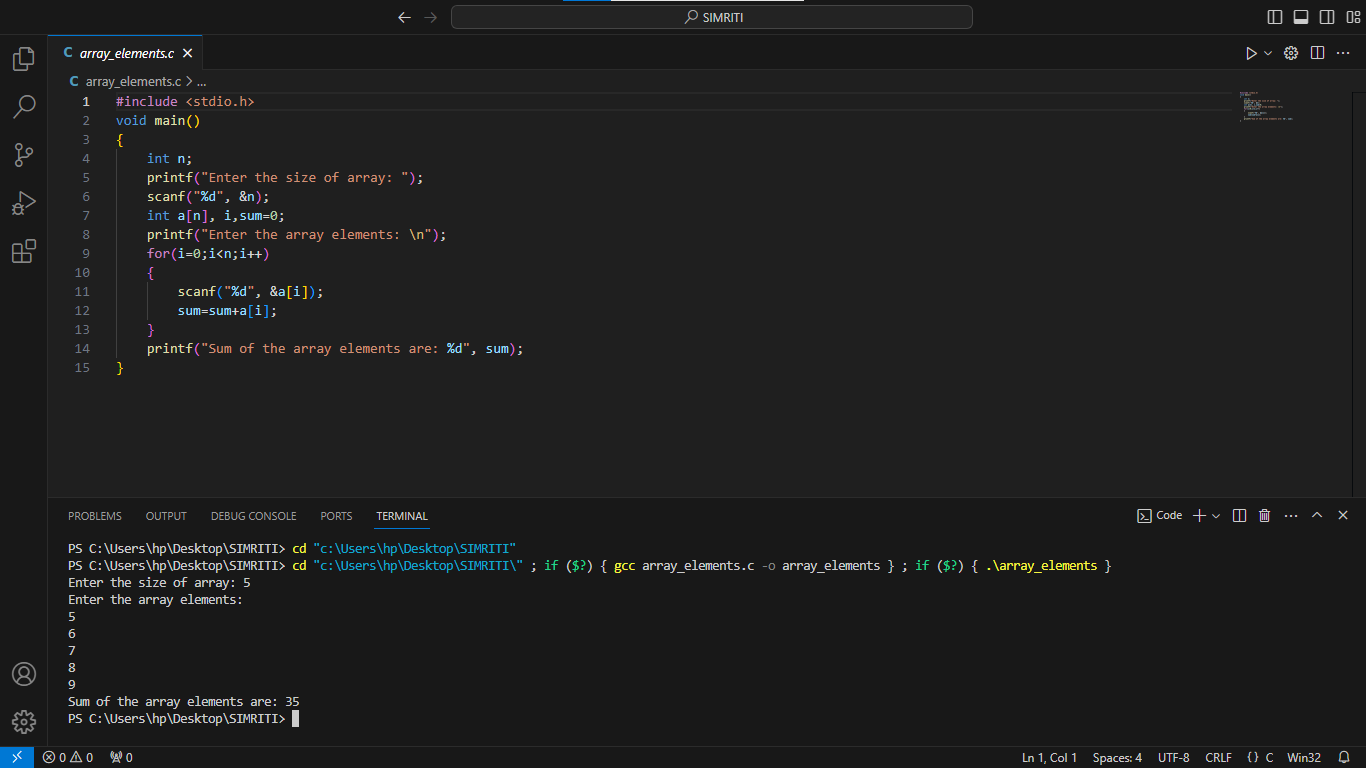 SIMRITI
C array_elements.c
C array_elements.c > ...
1 #include <stdio.h>
2 void main()
3 {
4     int n;
5     printf("Enter the size of array: ");
6     scanf("%d", &n);
7     int a[n], i,sum=0;
8     printf("Enter the array elements: \n");
9     for(i=0;i<n;i++)
10     {
11         scanf("%d", &a[i]);
12         sum=sum+a[i];
13     }
14     printf("Sum of the array elements are: %d", sum);
15 }
PROBLEMS OUTPUT DEBUG CONSOLE PORTS TERMINAL Code
PS C:\Users\hp\Desktop\SIMRITI> cd "c:\Users\hp\Desktop\SIMRITI"
PS C:\Users\hp\Desktop\SIMRITI> cd "c:\Users\hp\Desktop\SIMRITI\" ; if ($?) { gcc array_elements.c -o array_elements } ; if ($?) { .\array_elements }
Enter the size of array: 5
Enter the array elements:
5
6
7
8
9
Sum of the array elements are: 35
PS C:\Users\hp\Desktop\SIMRITI>
0 0 0 Ln 1, Col 1 Spaces: 4 UTF-8 CRLF {} C Win32